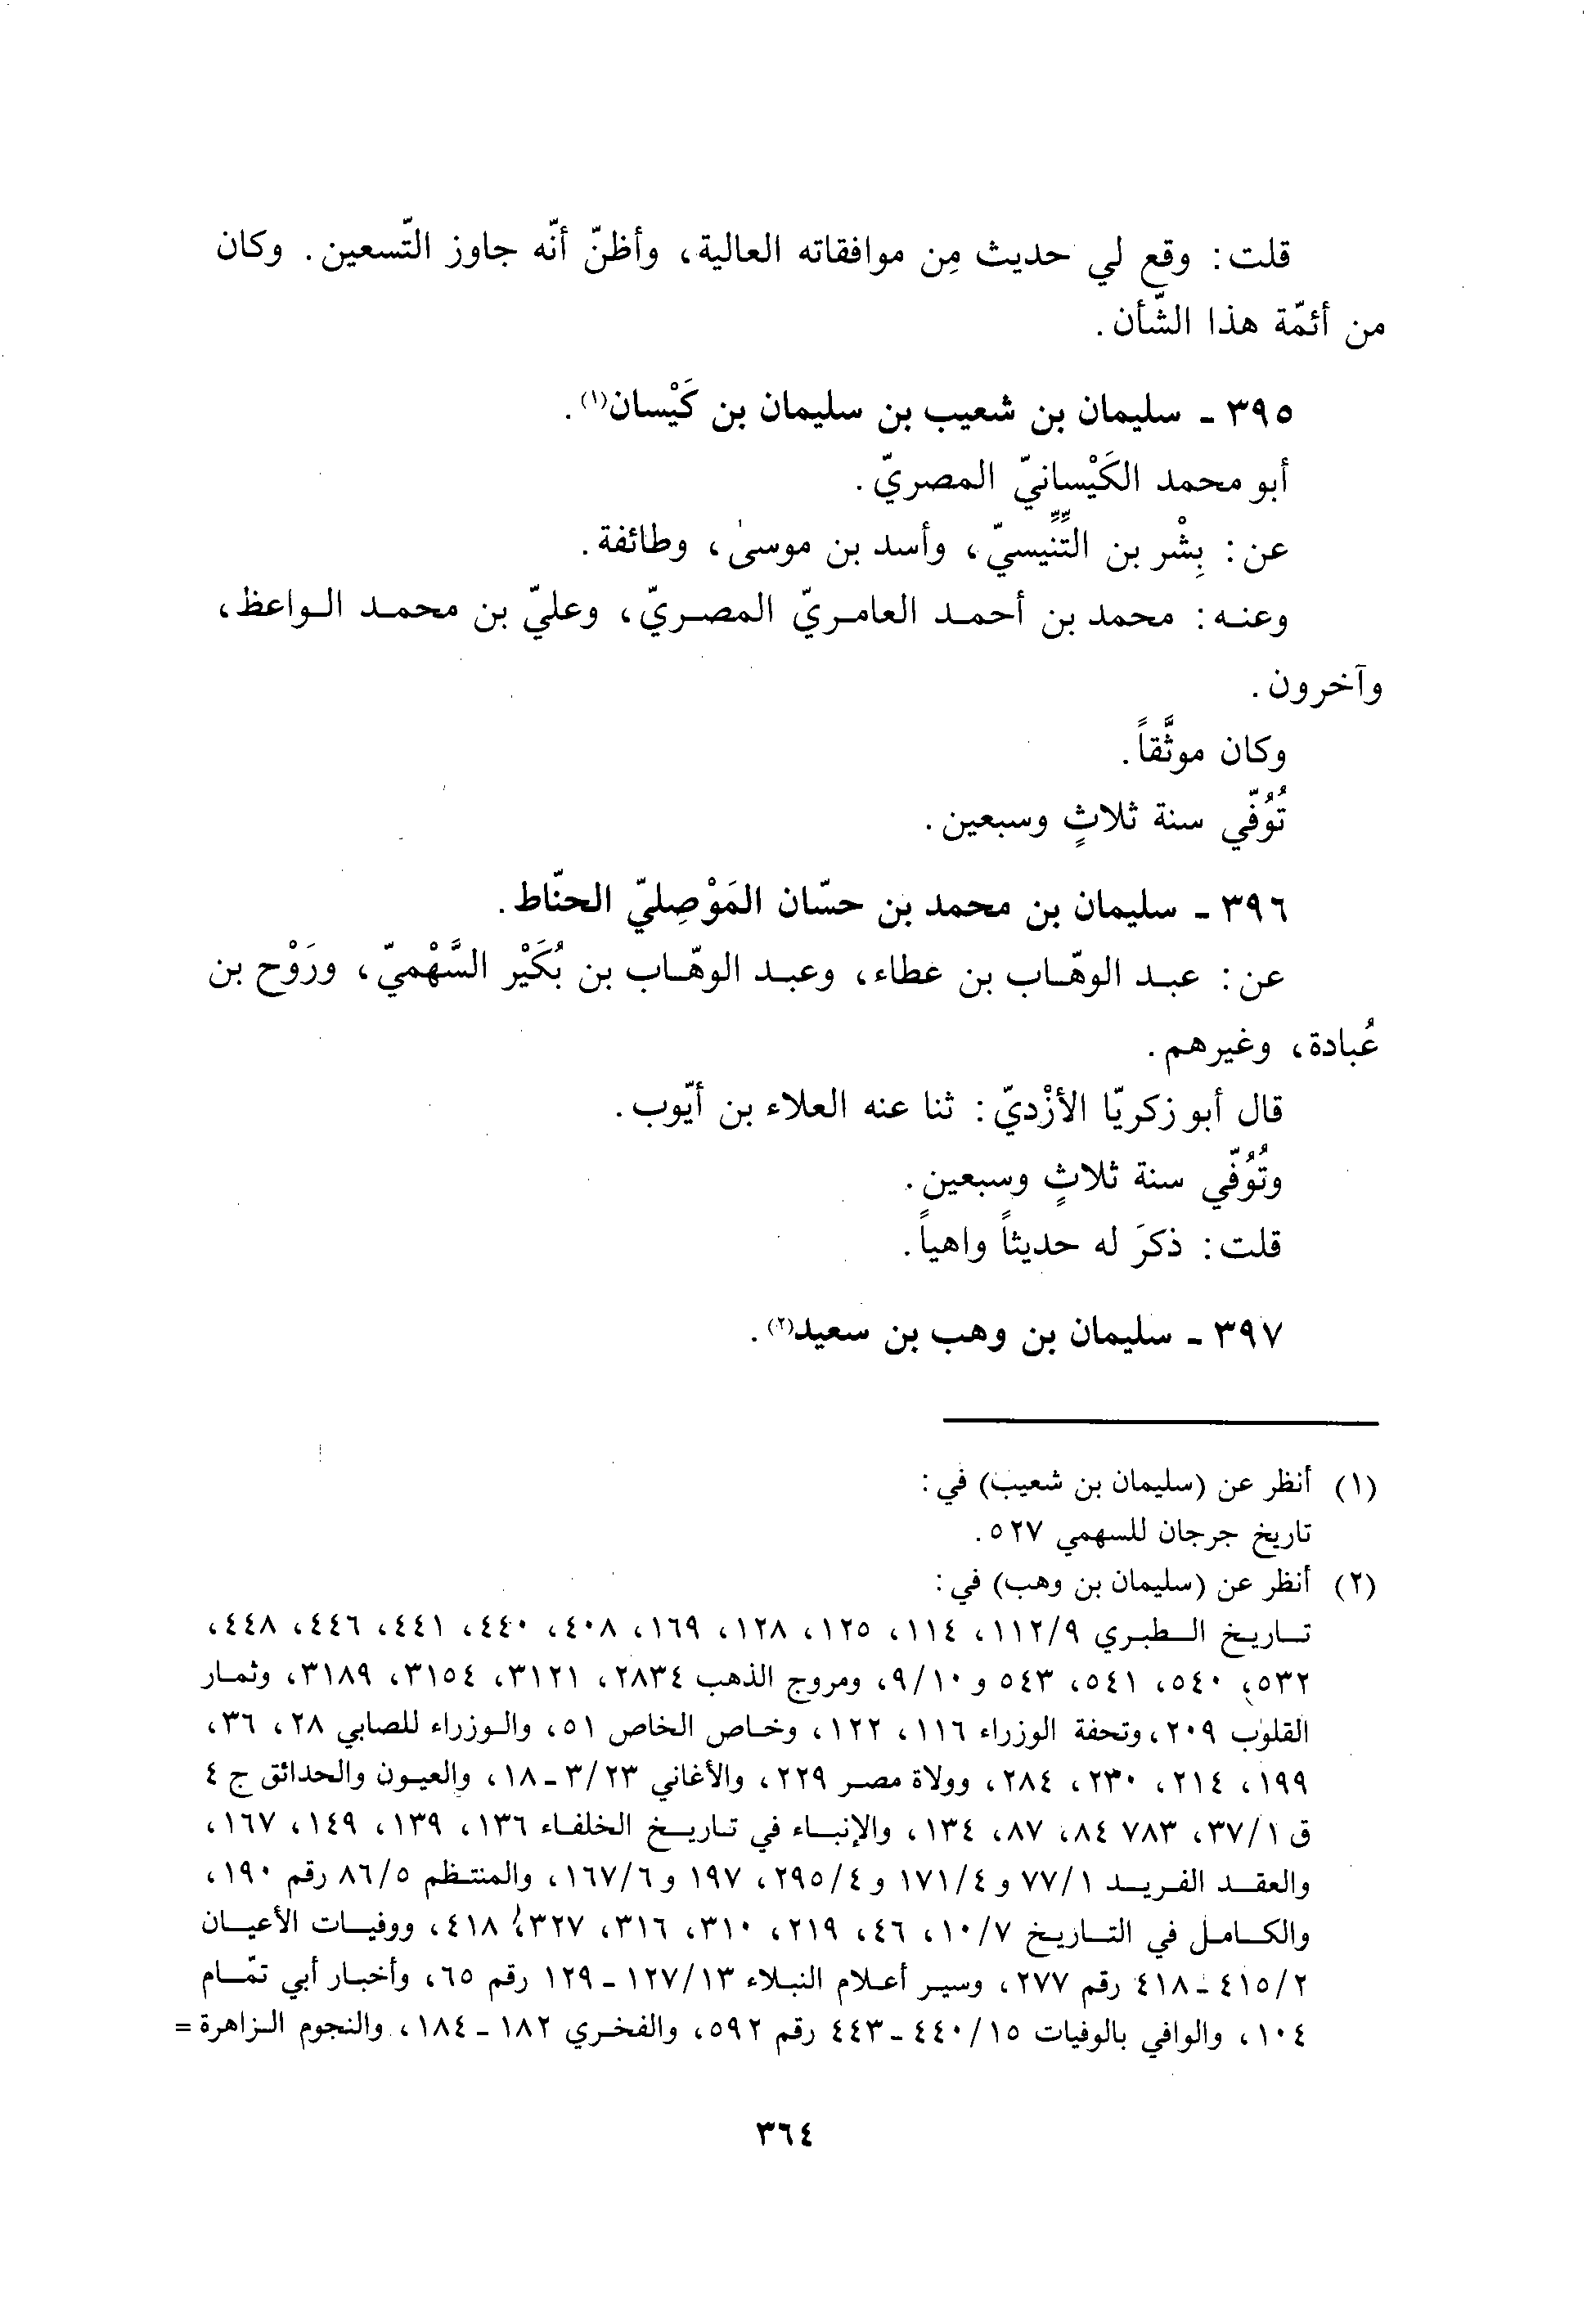 قلت: وقع لي حديث مِن موافقاته العالية، وأظنّ أنّه جاوز التّسعين. وكان
من أئمّة هذا الشّأن.
٣٩٥ - سليمان بن شعيب بن سليمان بن كَيْسان(١).
أبو محمد الكَيْسانيّ المصريّ.
عن: بِشْر بن التِّنِّيسيّ، وأسد بن موسىٰ، وطائفة.
وعنه: محمد بن أحمد العامريّ المصريّ، وعليّ بن محمد الواعظ،
وآخرون.
وكان موثَّقاً.
تُوُفّي سنة ثلاثٍ وسبعين.
٣٩٦ - سليمان بن محمد بن حسّان المَوْصِليّ الحنّاط.
عن: عبد الوهّاب بن عطاء، وعبد الوهّاب بن بُكَيْر السَّهْميّ، ورَوْح بن
عُبادة، وغيرهم.
قال أبو زكريّا الأزْديّ: ثنا عنه العلاء بن أيّوب.
وتُوُفّي سنة ثلاثٍ وسبعين.
قلت: ذكرَ له حديثاً واهياً.
٣٩٧ - سليمان بن وهب بن سعيد(٢).
(١) أنظر عن (سليمان بن شعيب) في:
تاريخ جرجان للسهمي ٥٢٧.
(٢) أنظر عن (سليمان بن وهب) في:
تاريخ الطبري ١١٢/٩، ١١٤، ١٢٥، ١٢٨، ١٦٩، ٤٠٨، ٤٤٠، ٤٤١، ٤٤٦، ٤٤٨،
٥٣٢، ٥٤٠، ٥٤١، ٥٤٣ و ٩/١٠، ومروج الذهب ٢٨٣٤، ٣١٢١، ٣١٥٤، ٣١٨٩، وثمار
القلوب ٢٠٩، وتحفة الوزراء ١١٦، ١٢٢، وخاص الخاص ٥١، والوزراء للصابي ٢٨، ٣٦،
١٩٩، ٢١٤، ٢٣٠، ٢٨٤، وولاة مصر ٢٢٩، والأغاني ٣/٢٣ - ١٨، والعيون والحدائق ج ٤
ق ٣٧/١، ٧٨٣ ٨٤، ٨٧، ١٣٤، والإنباء في تاريخ الخلفاء ١٣٦، ١٣٩، ١٤٩، ١٦٧،
والعقد الفريد ٧٧/١ و ١٧١/٤ و ٢٩٥/٤، ١٩٧ و ١٦٧/٦، والمنتظم ٨٦/٥ رقم ١٩٠،
والكامل في التاريخ ١٠/٧، ٤٦، ٢١٩، ٣١٠، ٣١٦، ٣٢٧، ٤١٨، ووفيات الأعيان
٤١٥/٢ - ٤١٨ رقم ٢٧٧، وسير أعلام النبلاء ١٢٧/١٣ - ١٢٩ رقم ٦٥، وأخبار أبي تمّام
١٠٤، والوافي بالوفيات ٤٤٠/١٥ - ٤٤٣ رقم ٥٩٢، والفخري ١٨٢ - ١٨٤، والنجوم الزاهرة =
٣٦٤